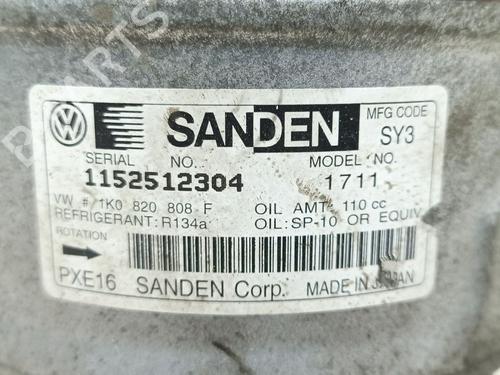 SANDEN
MFG CODE
SY3
SERIAL NO.
1152512304
MODEL NO.
1711
VW # 1K0 820 808 F
REFRIGERANT: R134a
OIL AMT. 110 cc
OIL: SP-10 OR EQUIV.
ROTATION
PXE16
SANDEN Corp.
MADE IN JAPAN